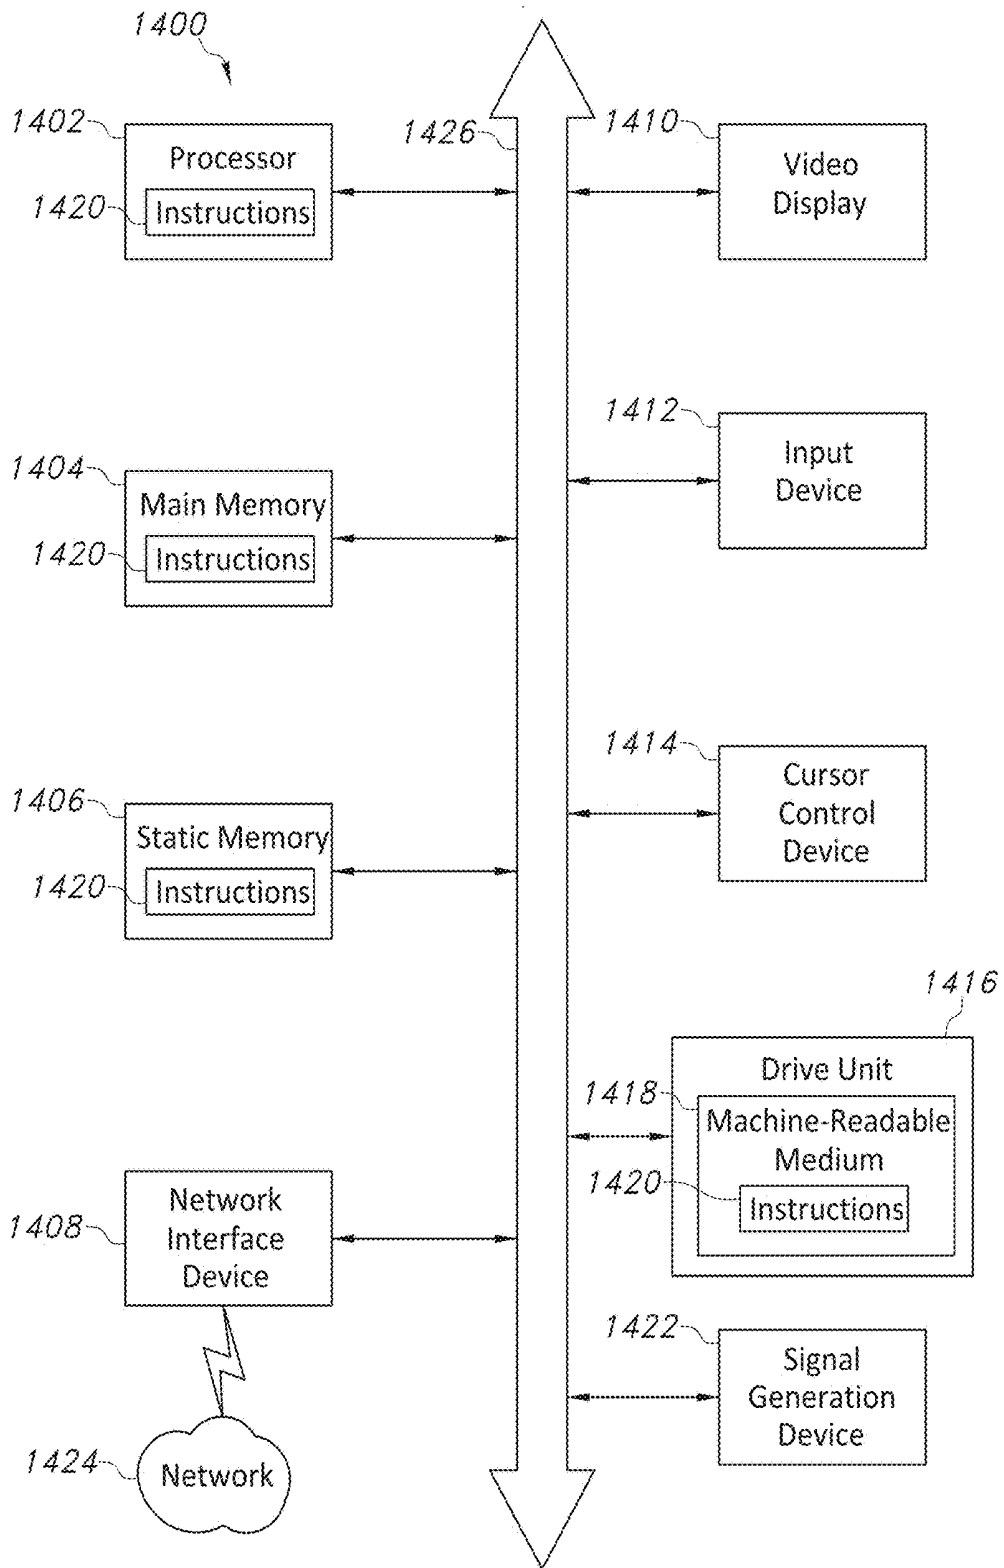 1400
1402
Processor
1420
Instructions
1426
1410
Video
Display
1412
Input
Device
1404
Main Memory
1420
Instructions
1414
Cursor
Control
Device
1406
Static Memory
1420
Instructions
1416
Drive Unit
1418
Machine-Readable
Medium
1420
Instructions
1408
Network
Interface
Device
1422
Signal
Generation
Device
1424
Network